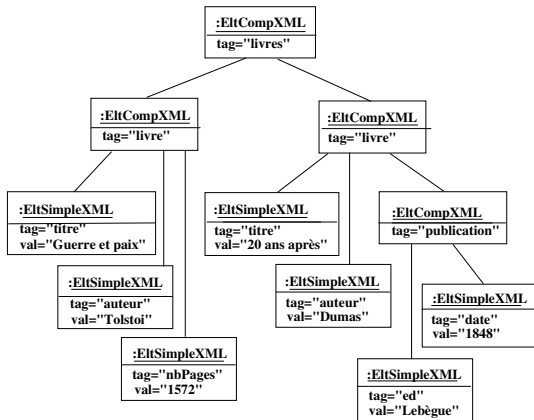 :EltCompXML
tag="livres"
:EltCompXML
tag="livre"
:EltCompXML
tag="livre"
:EltSimpleXML
tag="titre"
val="Guerre et paix"
:EltSimpleXML
tag="titre"
val="20 ans après"
:EltCompXML
tag="publication"
:EltSimpleXML
tag="auteur"
val="Tolstoi"
:EltSimpleXML
tag="auteur"
val="Dumas"
:EltSimpleXML
tag="date"
val="1848"
:EltSimpleXML
tag="nbPages"
val="1572"
:EltSimpleXML
tag="ed"
val="Lebègue"